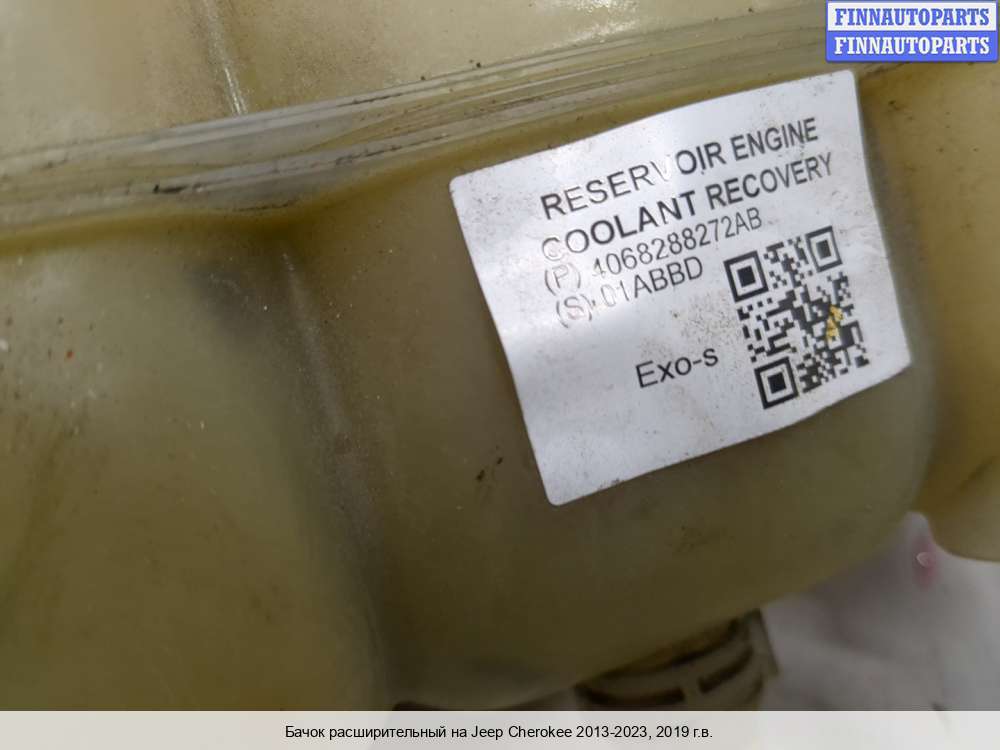 FINNAUTOPARTS
FINNAUTOPARTS
RESERVOIR ENGINE
COOLANT RECOVERY
(P) 4068288272AB
(S) 01ABBD
Exo-s
Бачок расширительный на Jeep Cherokee 2013-2023, 2019 г.в.